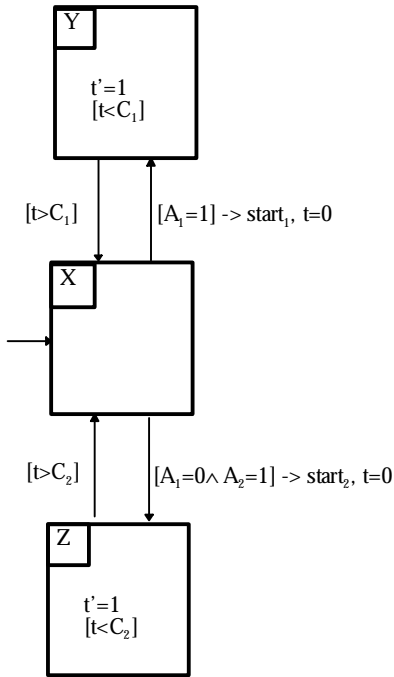 Y
t’=1
[t<C₁]
[t>C₁] [A₁=1] -> start₁, t=0
X
[t>C₂] [A₁=0∧ A₂=1] -> start₂, t=0
Z
t’=1
[t<C₂]